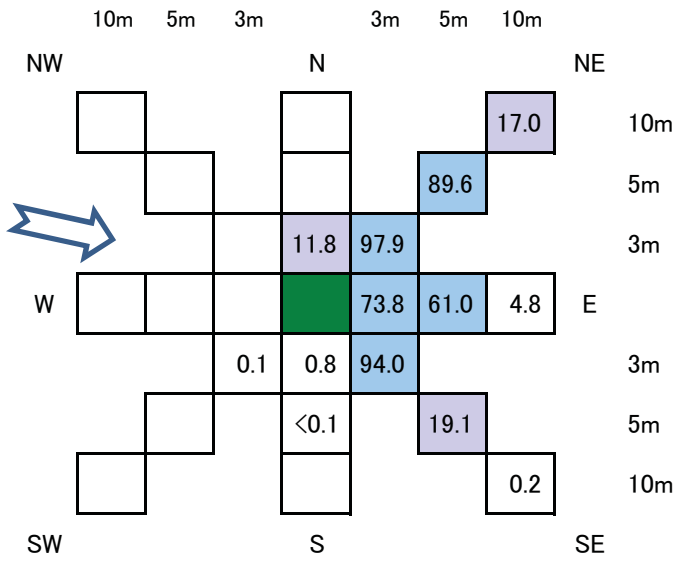 10m 5m 3m 3m 5m 10m
NW N NE
17.0 10m
89.6 5m
11.8 97.9 3m
W 73.8 61.0 4.8 E
0.1 0.8 94.0 3m
<0.1 19.1 5m
0.2 10m
SW S SE